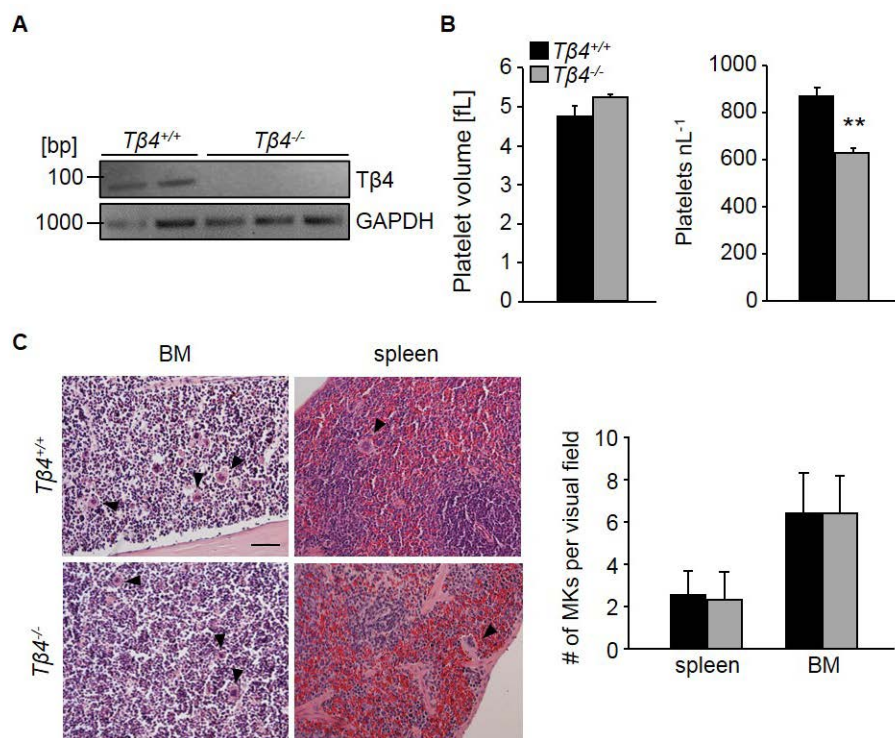 A
Tβ4+/+ Tβ4-/-
[bp]
100
Tβ4
1000
GAPDH
B
Tβ4+/+
Tβ4-/-
Platelet volume [fL]
6
5
4
3
2
1
0
Platelets nL-1
1000
800
600
400
200
0
**
C
BM spleen
Tβ4+/+
Tβ4-/-
# of MKs per visual field
10
8
6
4
2
0
spleen BM